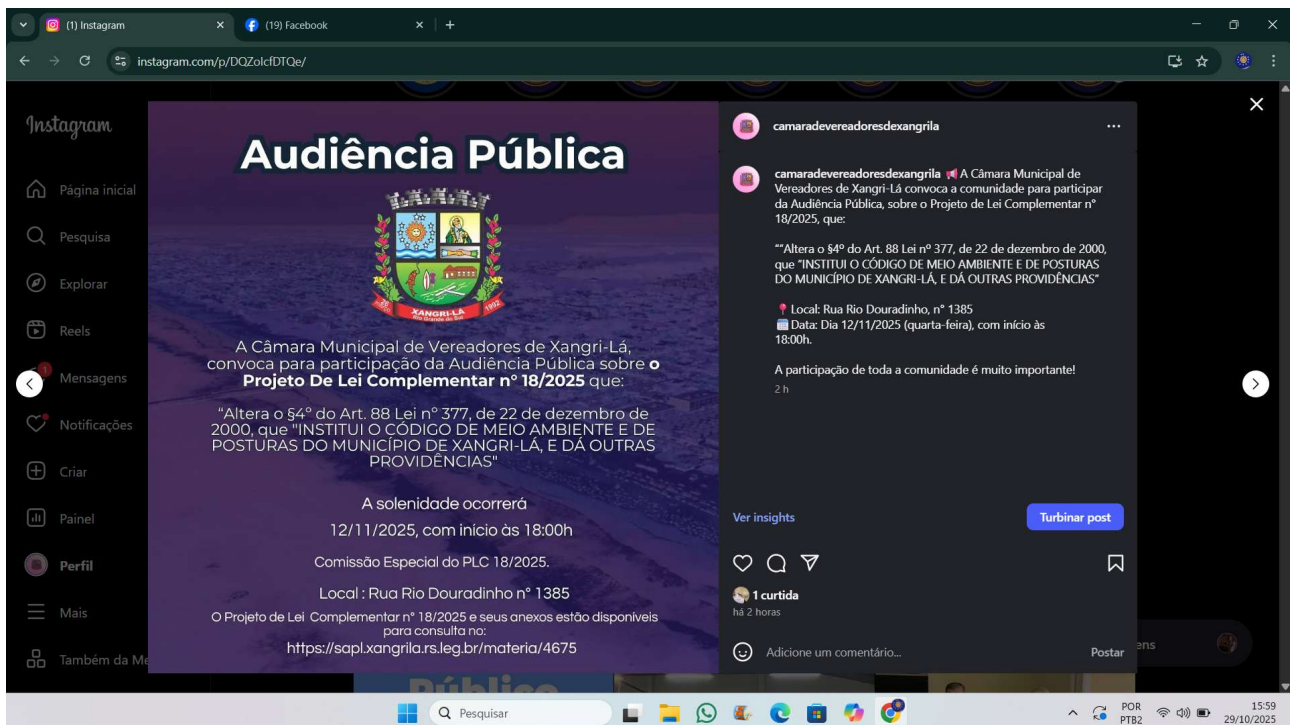 (1) Instagram
(19) Facebook
instagram.com/p/DQZolcfDTQe/
Instagram
Página inicial
Pesquisa
Explorar
Reels
1
Mensagens
Notificações
Criar
Painel
Perfil
Mais
Também da Me
Audiência Pública
XANGRI-LÁ
Rio Grande do Sul
1992
A Câmara Municipal de Vereadores de Xangri-Lá,
convoca para participação da Audiência Pública sobre o
Projeto De Lei Complementar n° 18/2025 que:
"Altera o §4° do Art. 88 Lei n° 377, de 22 de dezembro de
2000, que "INSTITUI O CÓDIGO DE MEIO AMBIENTE E DE
POSTURAS DO MUNICÍPIO DE XANGRI-LÁ, E DÁ OUTRAS
PROVIDÊNCIAS"
A solenidade ocorrerá
12/11/2025, com inicio às 18:00h
Comissão Especial do PLC 18/2025.
Local : Rua Rio Douradinho n° 1385
O Projeto de Lei Complementar n° 18/2025 e seus anexos estão disponíveis
para consulta no:
https://sapl.xangrila.rs.leg.br/materia/4675
camaradevereadoresdexangrila
camaradevereadoresdexangrila 📢 A Câmara Municipal de
Vereadores de Xangri-Lá convoca a comunidade para participar
da Audiência Pública, sobre o Projeto de Lei Complementar n°
18/2025, que:
""Altera o §4º do Art. 88 Lei nº 377, de 22 de dezembro de 2000,
que "INSTITUI O CÓDIGO DE MEIO AMBIENTE E DE POSTURAS
DO MUNICÍPIO DE XANGRI-LÁ, E DÁ OUTRAS PROVIDÊNCIAS"
📍 Local: Rua Rio Douradinho, n° 1385
🗓️ Data: Dia 12/11/2025 (quarta-feira), com início às
18:00h.
A participação de toda a comunidade é muito importante!
2 h
Ver insights
Turbinar post
1 curtida
há 2 horas
Adicione um comentário...
Postar
ens
Público
Pesquisar
POR
PTB2
15:59
29/10/2025